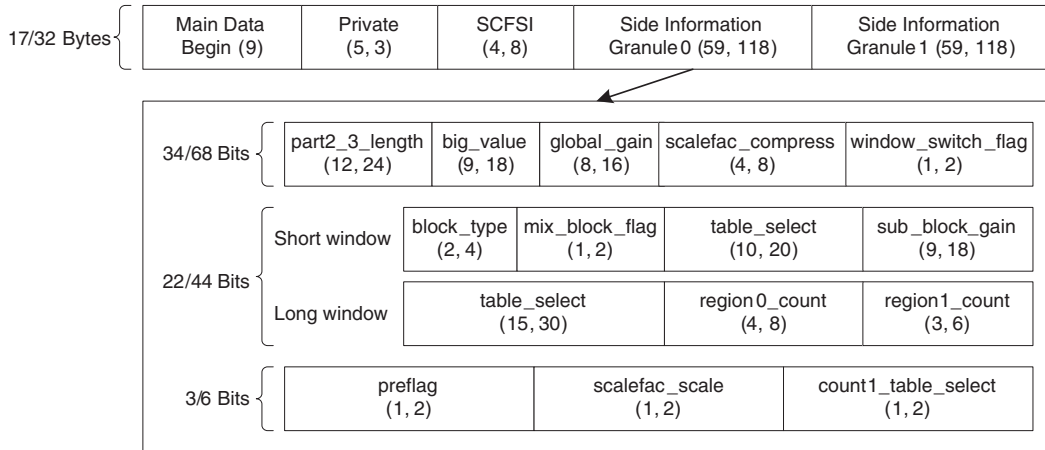 17/32 Bytes
Main Data
Begin (9)
Private
(5, 3)
SCFSI
(4, 8)
Side Information
Granule 0 (59, 118)
Side Information
Granule 1 (59, 118)
34/68 Bits
part2_3_length
(12, 24)
big_value
(9, 18)
global_gain
(8, 16)
scalefac_compress
(4, 8)
window_switch_flag
(1, 2)
22/44 Bits
Short window
block_type
(2, 4)
mix_block_flag
(1, 2)
table_select
(10, 20)
sub_block_gain
(9, 18)
Long window
table_select
(15, 30)
region0_count
(4, 8)
region1_count
(3, 6)
3/6 Bits
preflag
(1, 2)
scalefac_scale
(1, 2)
count1_table_select
(1, 2)